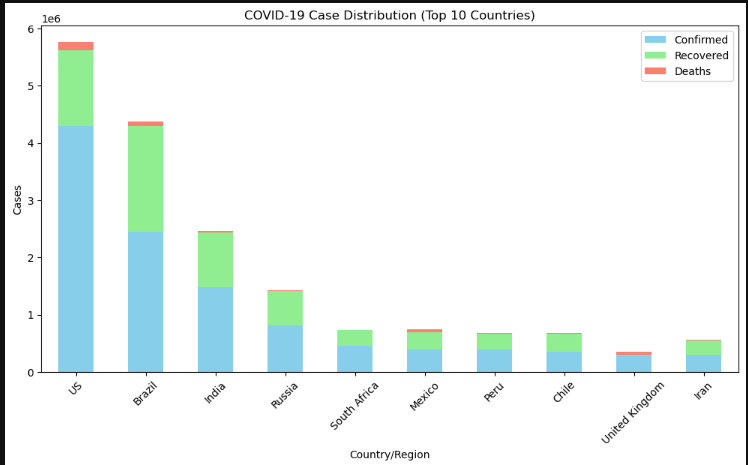 COVID-19 Case Distribution (Top 10 Countries)
1e6
Confirmed
Recovered
Deaths
6
5
4
3
2
1
0
Cases
US
Brazil
India
Russia
South Africa
Mexico
Peru
Chile
United Kingdom
Iran
Country/Region